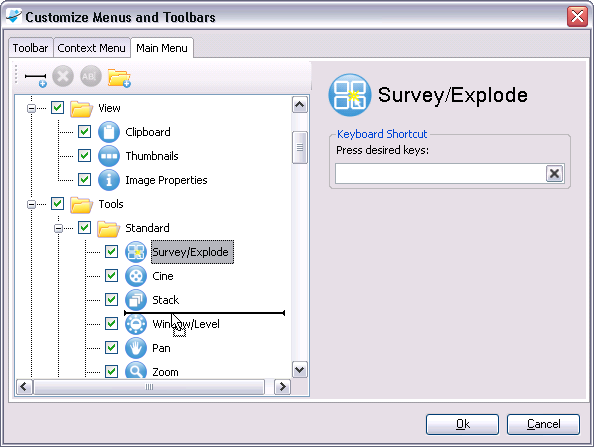 Customize Menus and Toolbars
Toolbar Context Menu Main Menu
AB
View
Clipboard
Thumbnails
Image Properties
Tools
Standard
Survey/Explode
Cine
Stack
Window/Level
Pan
Zoom
Survey/Explode
Keyboard Shortcut
Press desired keys:
Ok Cancel